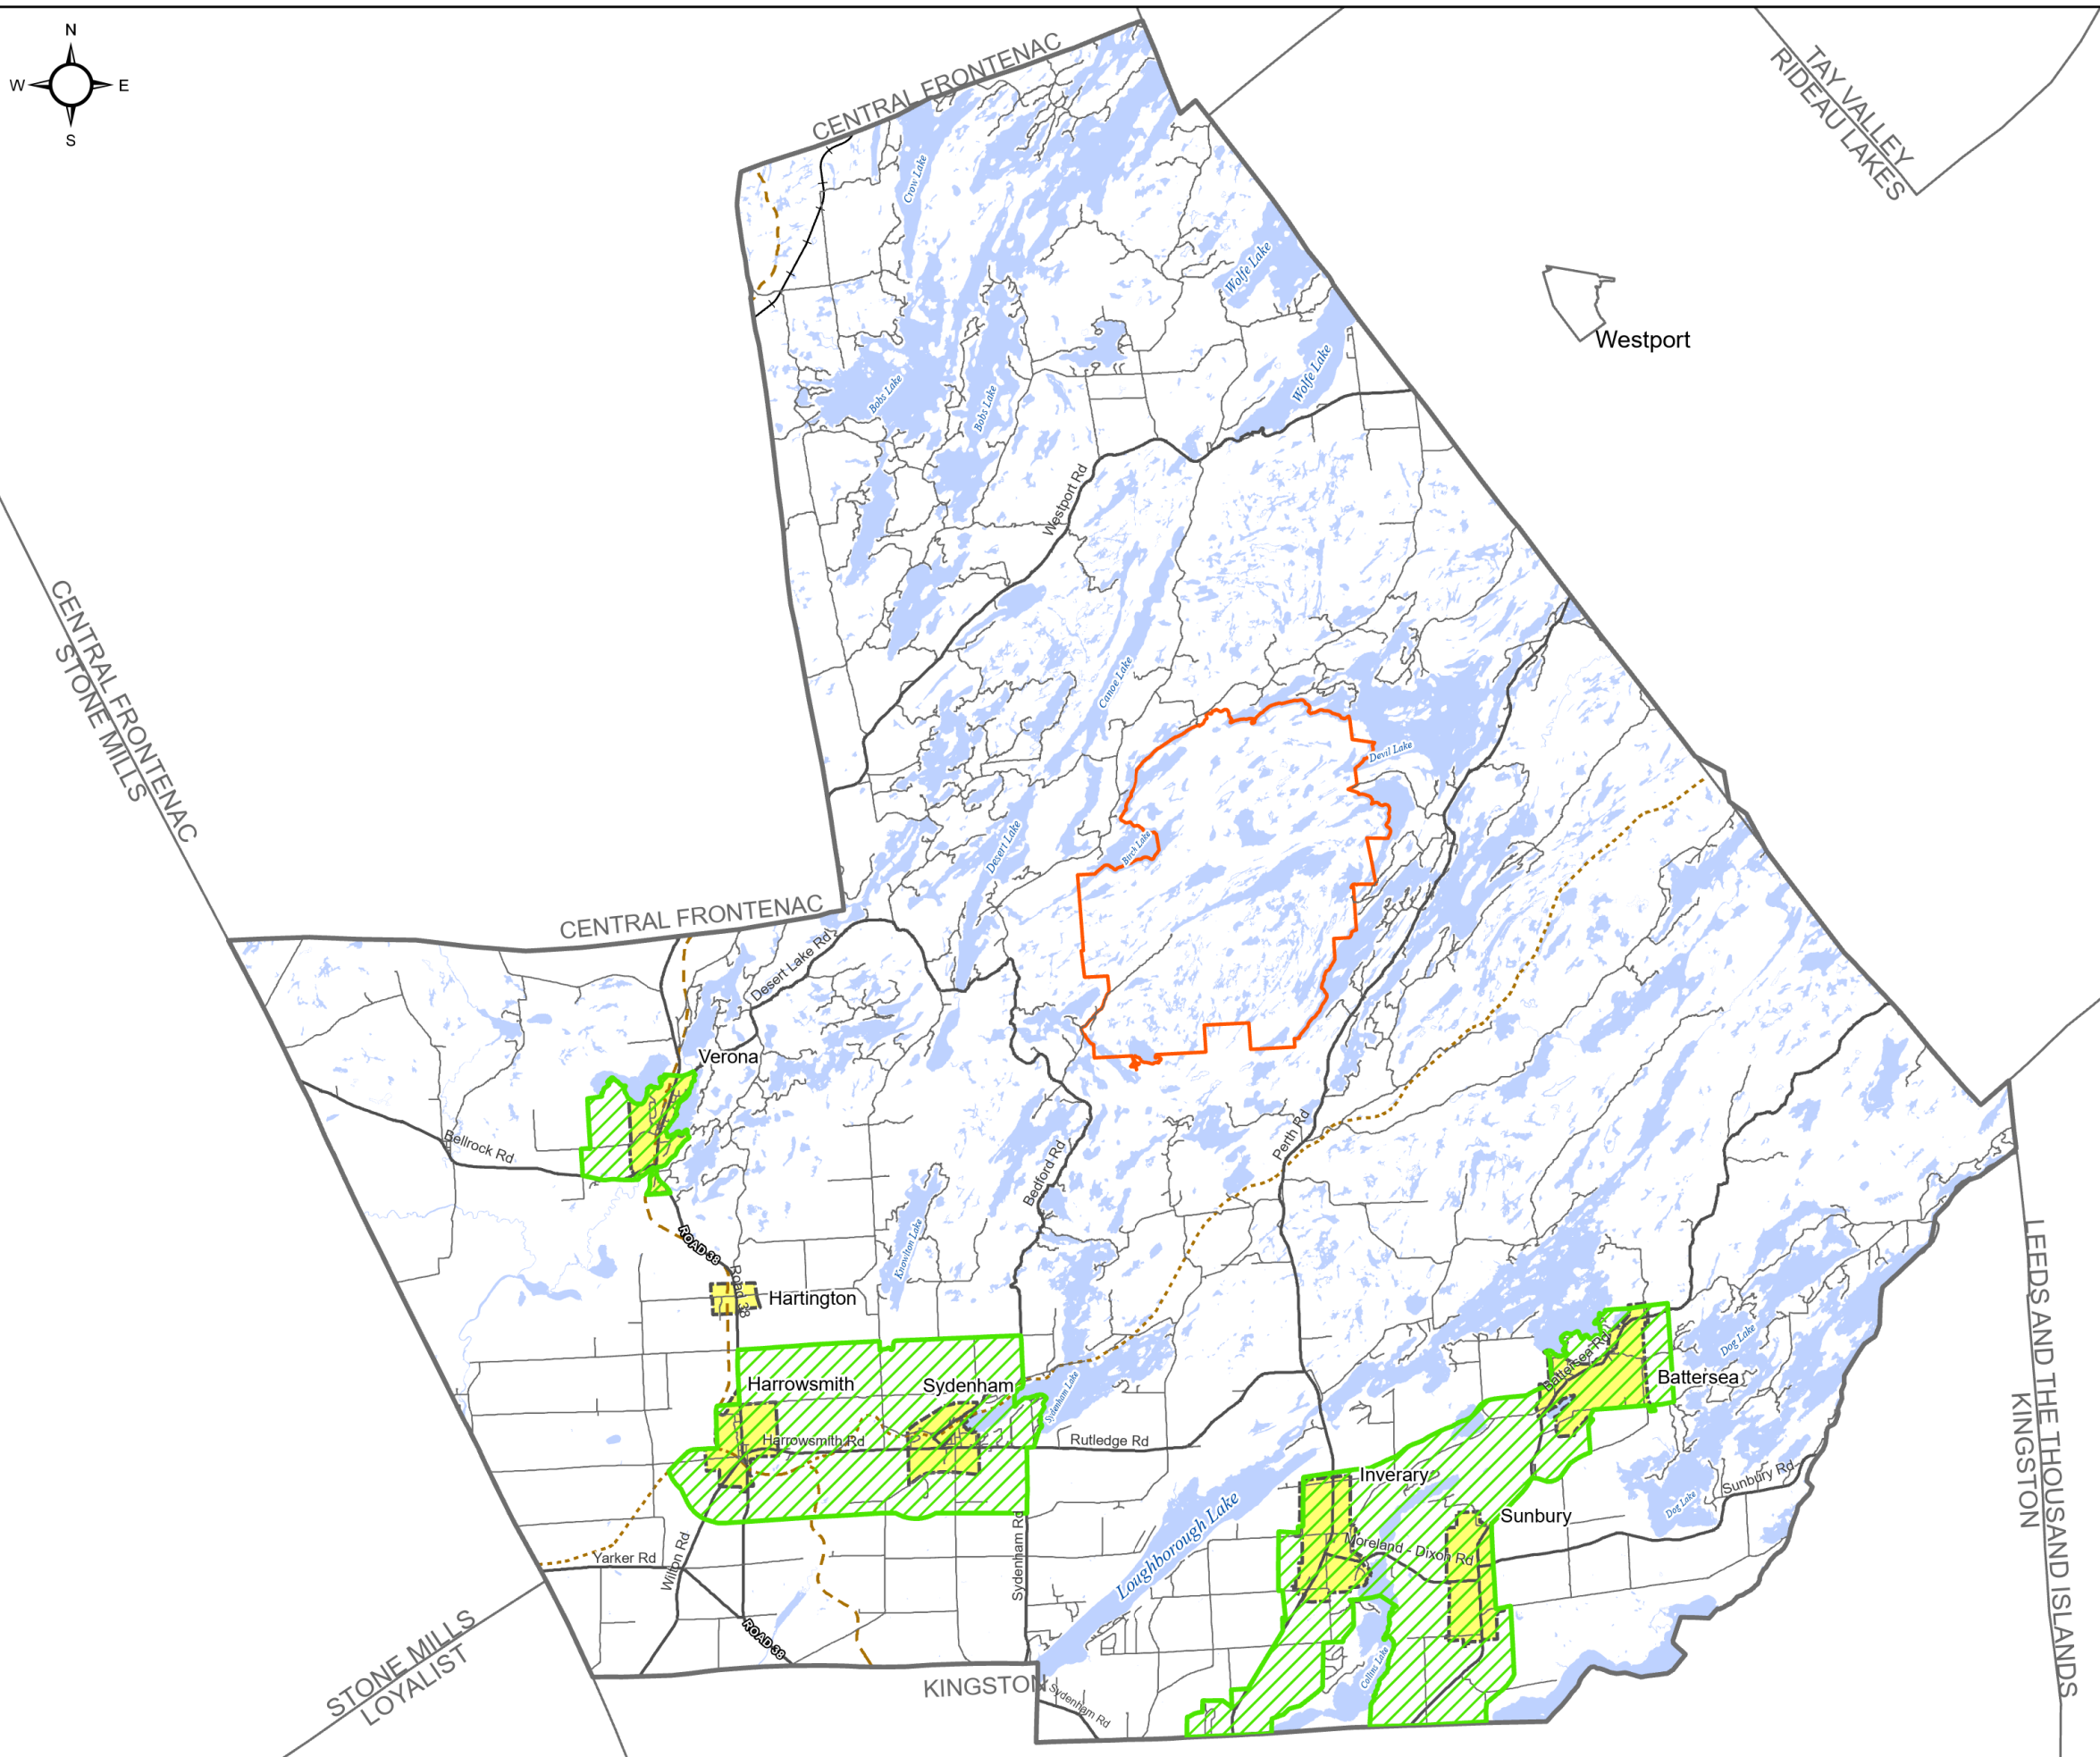 N
W E
S
CENTRAL FRONTENAC
TAY VALLEY
RIDEAU LAKES
Crow Lake
Wolfe Lake
Westport
Wolfe Lake
Bobs Lake
Bobs Lake
Westport Rd
CENTRAL FRONTENAC
STONE MILLS
Canoe Lake
Devil Lake
Desert Lake
Birch Lake
CENTRAL FRONTENAC
Desert Lake Rd
Verona
Bellrock Rd
Perth Rd
Bedford Rd
Knowlton Lake
ROAD 38
Road 38
Hartington
LEEDS AND THE THOUSAND ISLANDS
KINGSTON
Dog Lake
Battersea Rd
Battersea
Harrowsmith
Sydenham
Sydenham Lake
Harrowsmith Rd
Rutledge Rd
Inverary
Sunbury Rd
Dog Lake
Sunbury
Loughborough Lake
Moreland - Dixon Rd
Yarker Rd
Wilton Rd
Sydenham Rd
ROAD 38
Collins Lake
STONE MILLS
LOYALIST
KINGSTON
Sydenham Rd